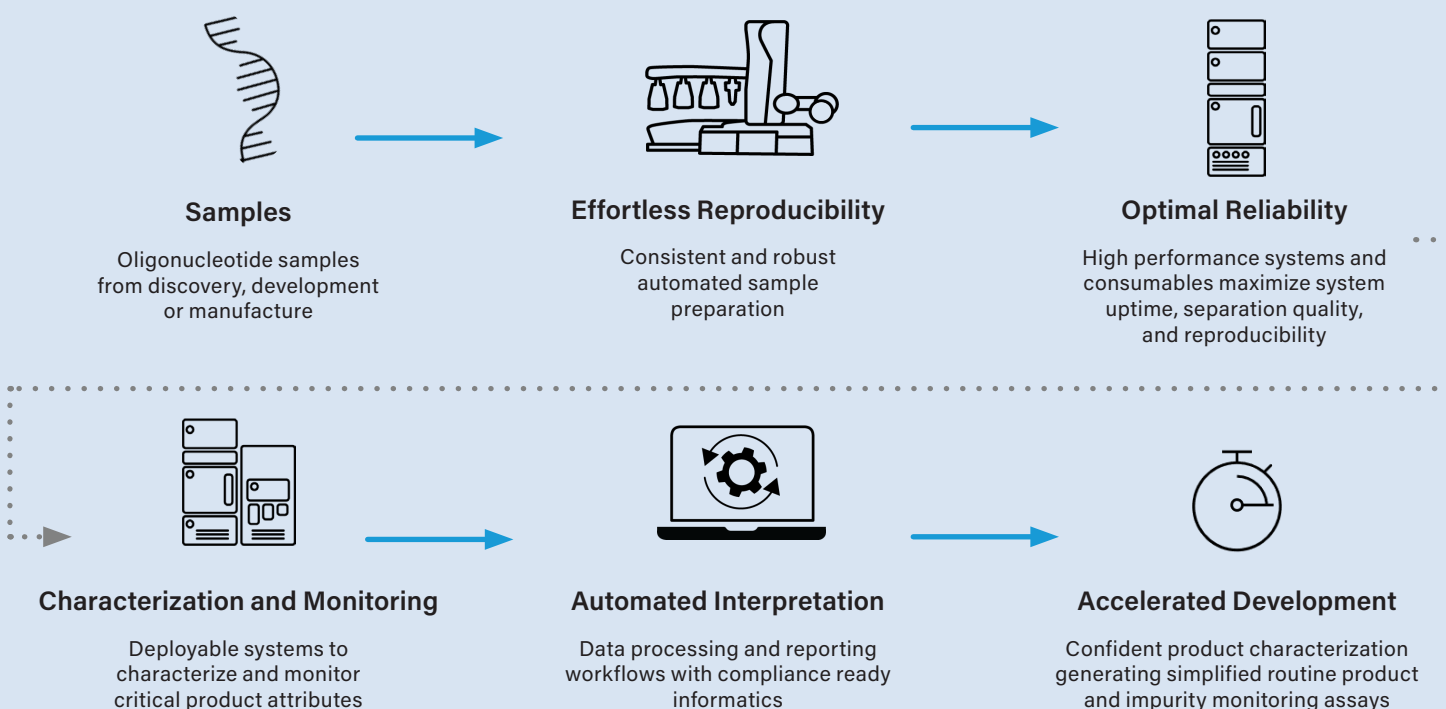 Samples
Oligonucleotide samples
from discovery, development
or manufacture
Effortless Reproducibility
Consistent and robust
automated sample
preparation
Optimal Reliability
High performance systems and
consumables maximize system
uptime, separation quality,
and reproducibility
Characterization and Monitoring
Deployable systems to
characterize and monitor
critical product attributes
Automated Interpretation
Data processing and reporting
workflows with compliance ready
informatics
Accelerated Development
Confident product characterization
generating simplified routine product
and impurity monitoring assays